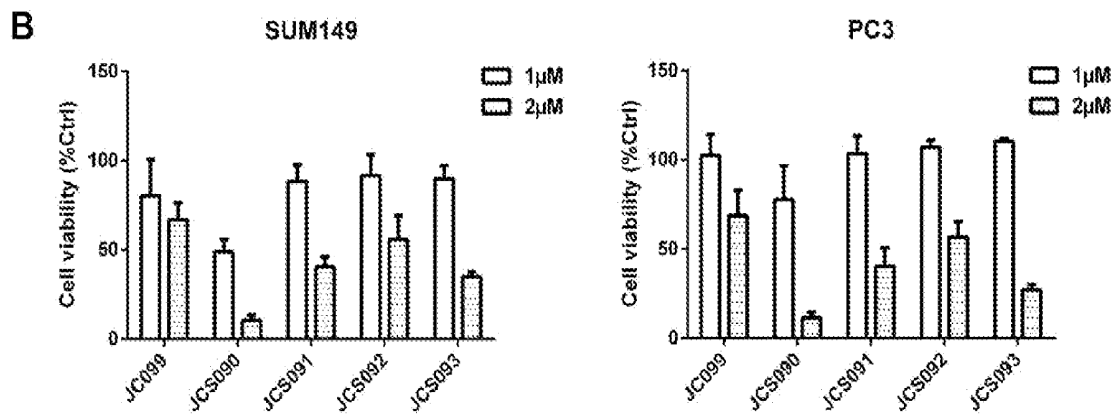 B
SUM149
150
100
50
0
Cell viability (%Ctrl)
1μM
2μM
JC099
JCS090
JCS091
JCS092
JCS093
PC3
150
100
50
0
Cell viability (%Ctrl)
1μM
2μM
JC099
JCS090
JCS091
JCS092
JCS093